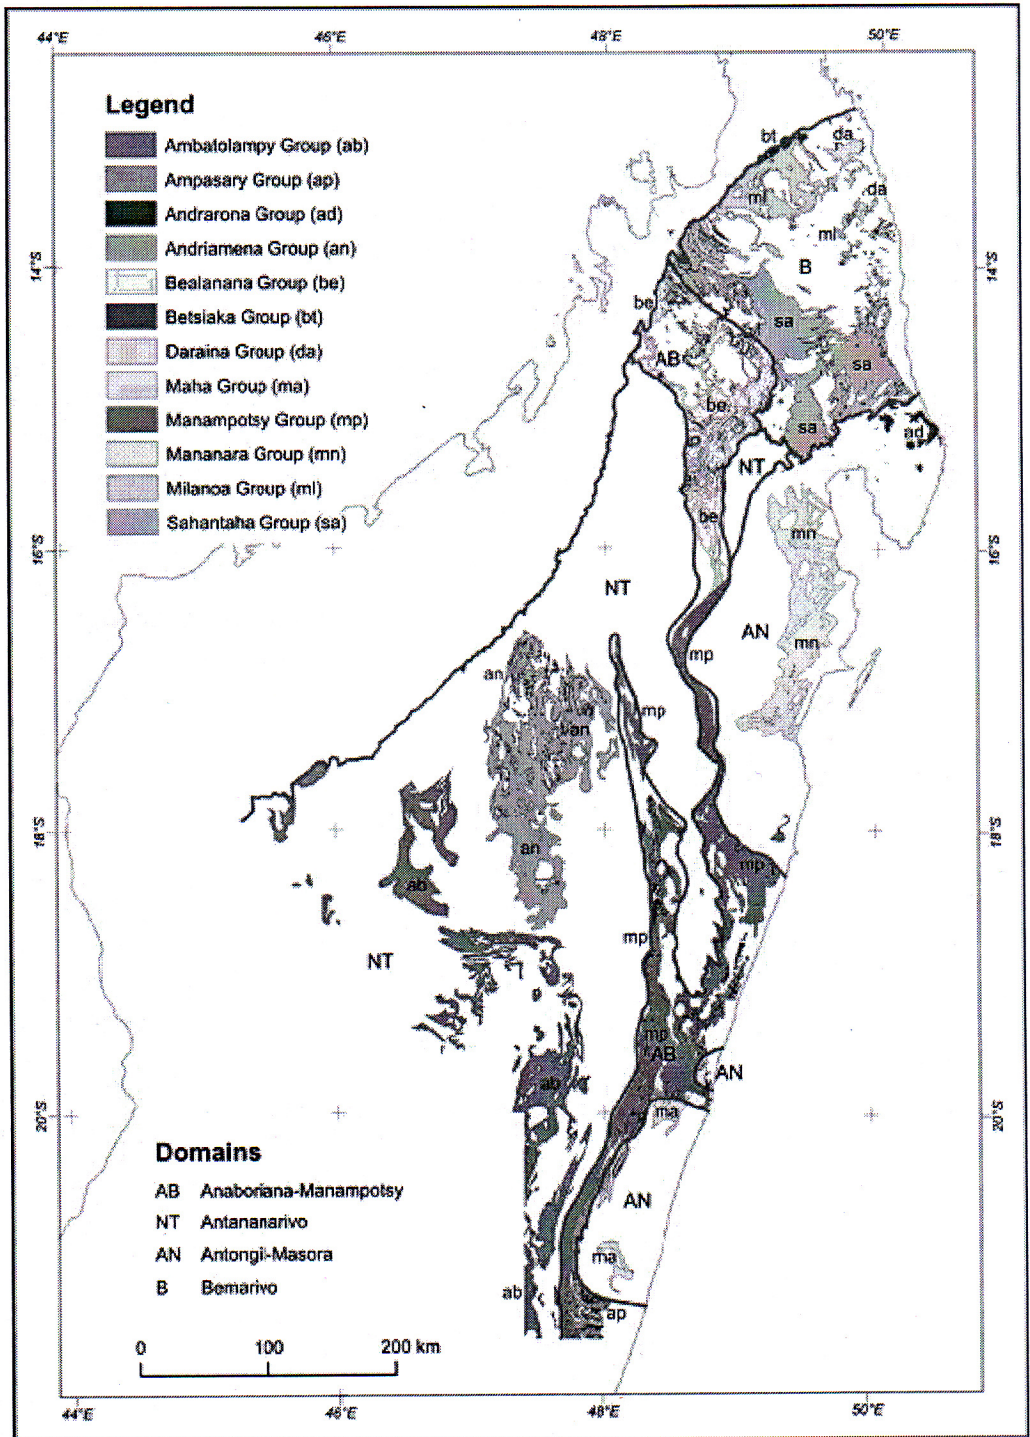 44°E 46°E 48°E 50°E
Legend
Ambatolampy Group (ab)
Ampasary Group (ap)
Andrarona Group (ad)
Andriamena Group (an)
Bealanana Group (be)
Betsiaka Group (bt)
Daraina Group (da)
Maha Group (ma)
Manampotsy Group (mp)
Mananara Group (mn)
Milanoa Group (ml)
Sahantaha Group (sa)
bt da
ml da
ml
B
14°S 14°S
be sa
AB sa
be
sa ad
NT
be mn
16°S 16°S
NT
AN
mn
mp
an
mp
an
18°S 18°S
an mp
ab
mp
NT
mp
AB
AN
ab
ma
20°S 20°S
Domains
AB Anaboriana-Manampotsy
NT Antananarivo
AN Antongil-Masora
B Bemarivo
AN
ma
ab
ap
0 100 200 km
44°E 46°E 48°E 50°E